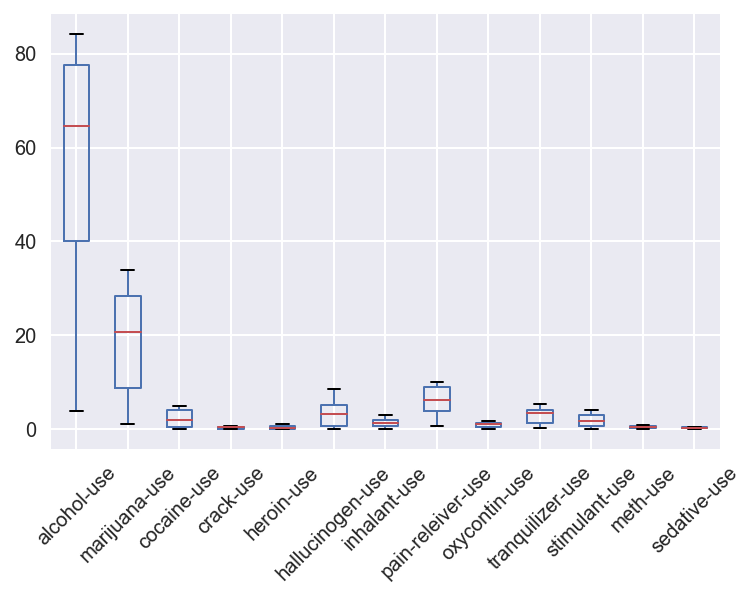 80
60
40
20
0
alcohol-use
marijuana-use
cocaine-use
crack-use
heroin-use
hallucinogen-use
inhalant-use
pain-releiver-use
oxycontin-use
tranquilizer-use
stimulant-use
meth-use
sedative-use